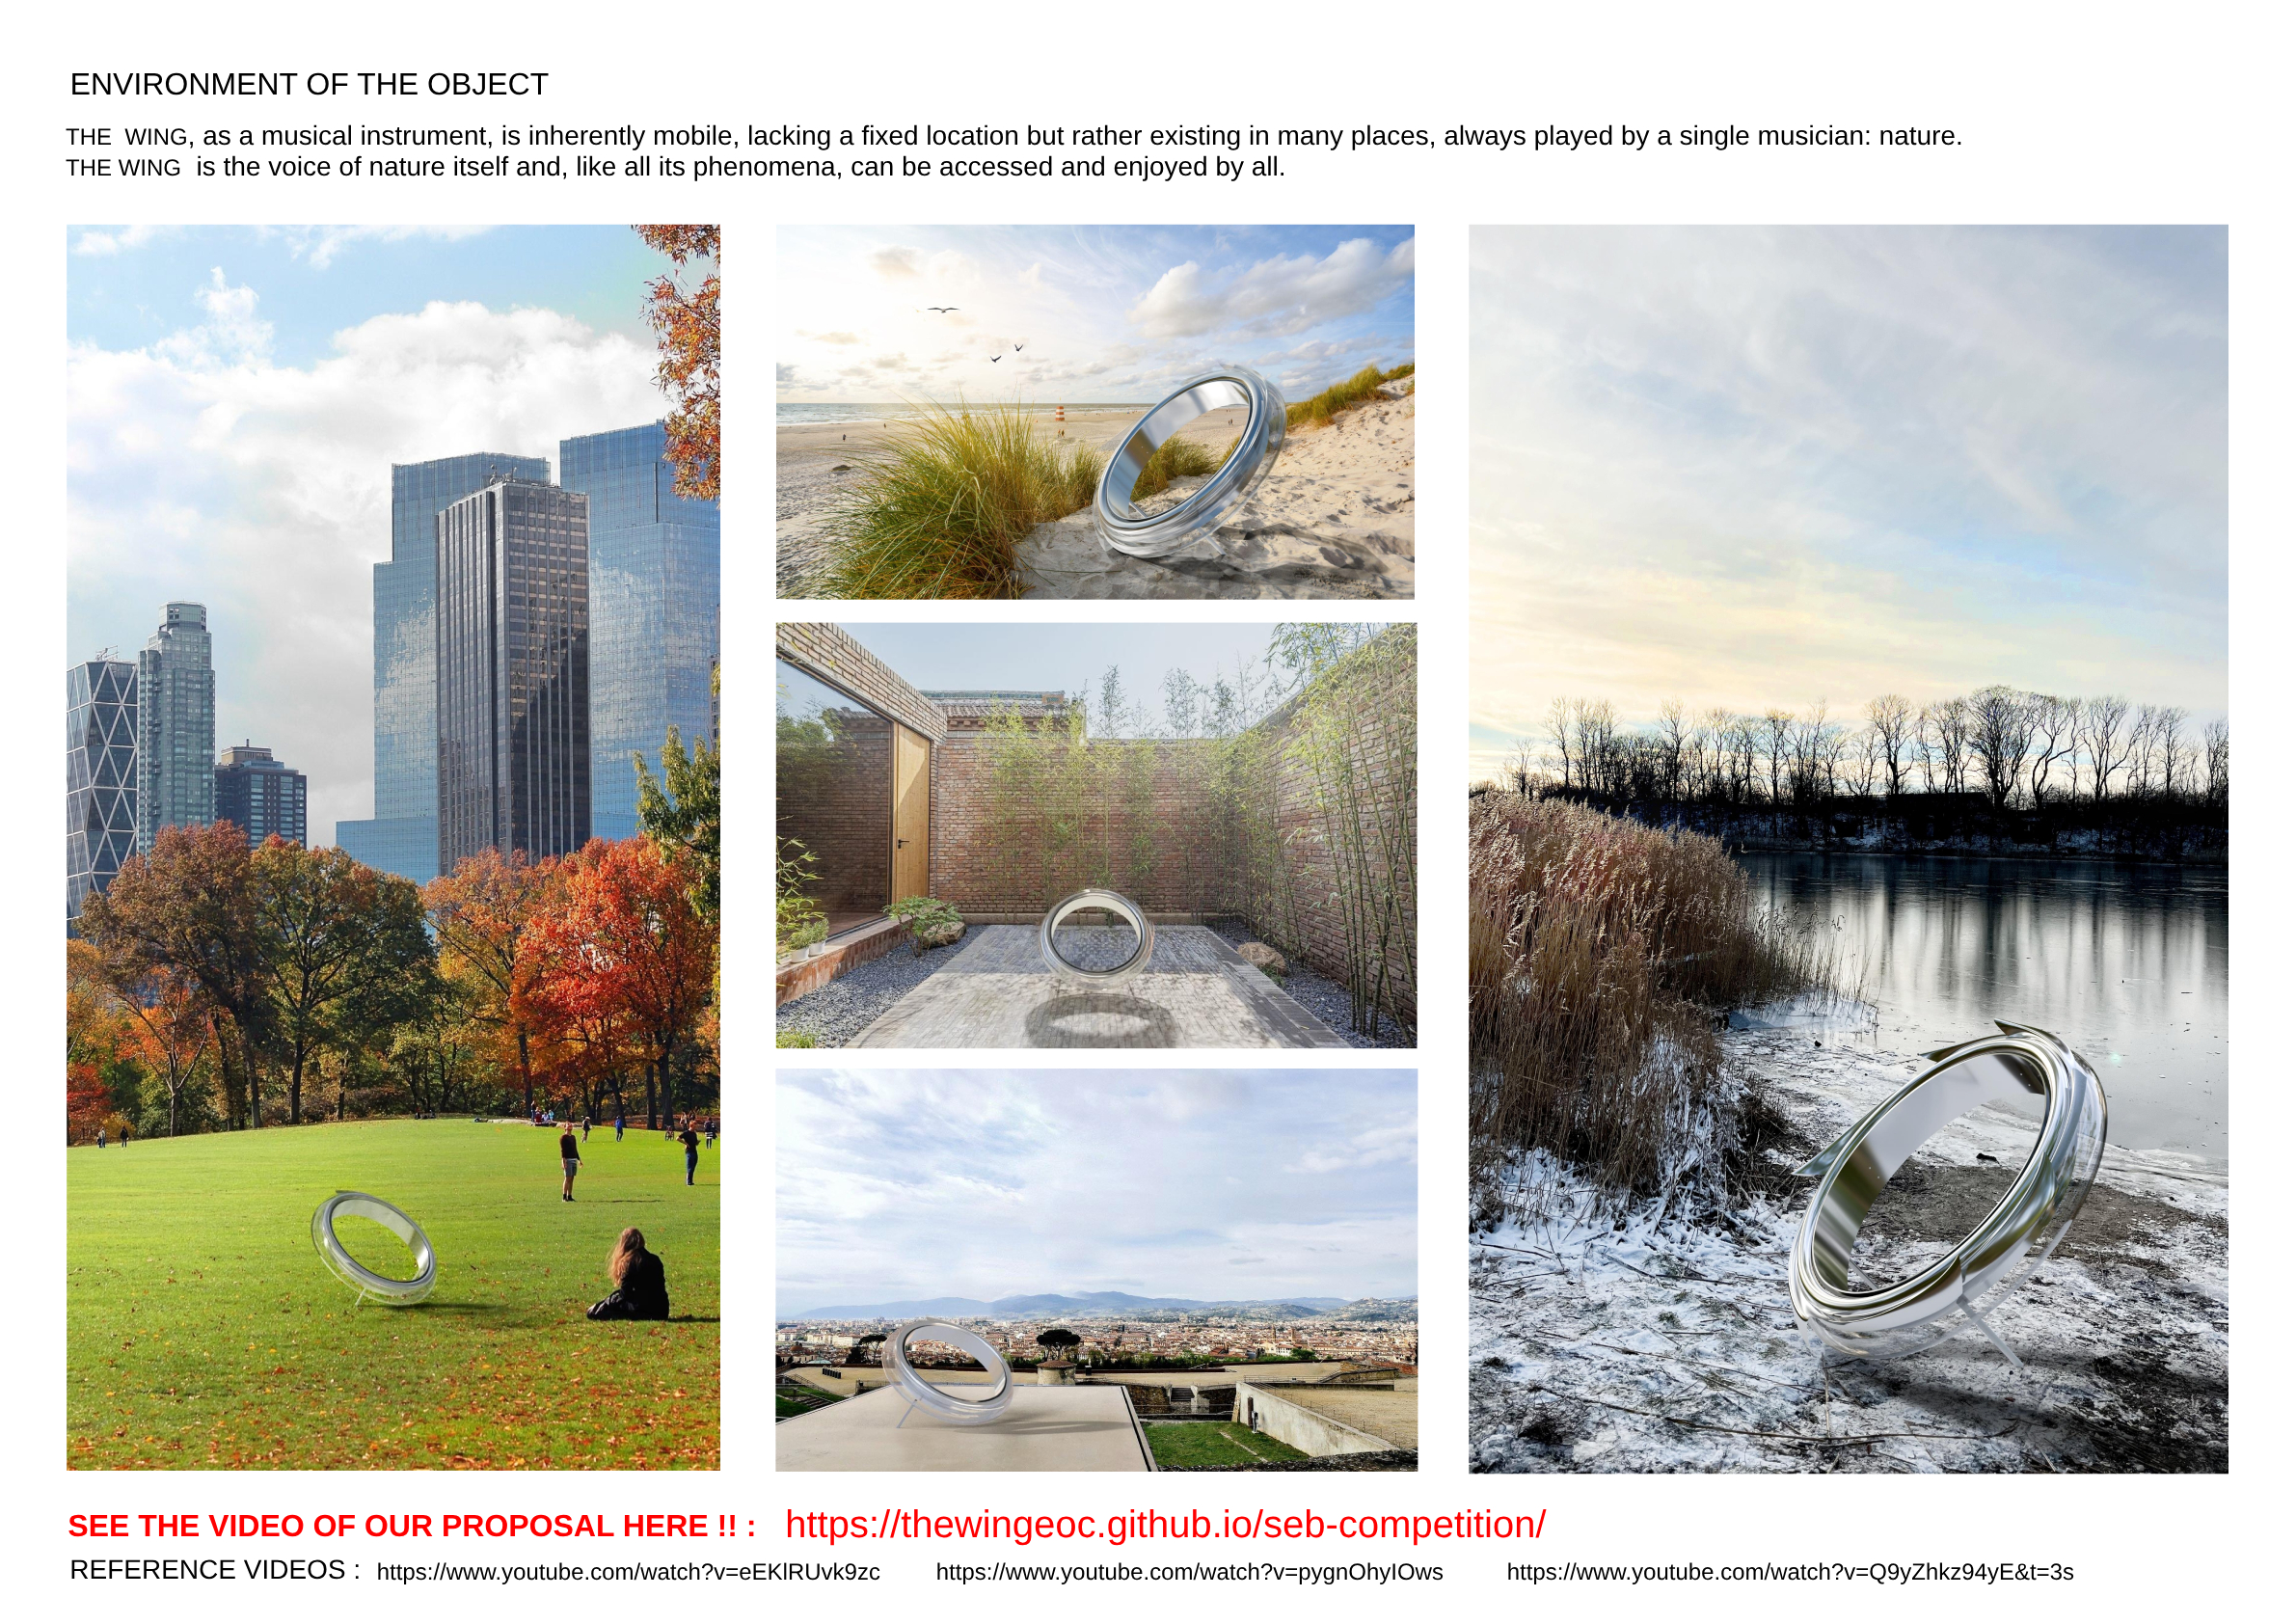 ENVIRONMENT OF THE OBJECT
THE WING, as a musical instrument, is inherently mobile, lacking a fixed location but rather existing in many places, always played by a single musician: nature.
THE WING is the voice of nature itself and, like all its phenomena, can be accessed and enjoyed by all.
SEE THE VIDEO OF OUR PROPOSAL HERE !! : https://thewingeoc.github.io/seb-competition/
REFERENCE VIDEOS : https://www.youtube.com/watch?v=eEKlRUvk9zc https://www.youtube.com/watch?v=pygnOhyIOws https://www.youtube.com/watch?v=Q9yZhkz94yE&t=3s